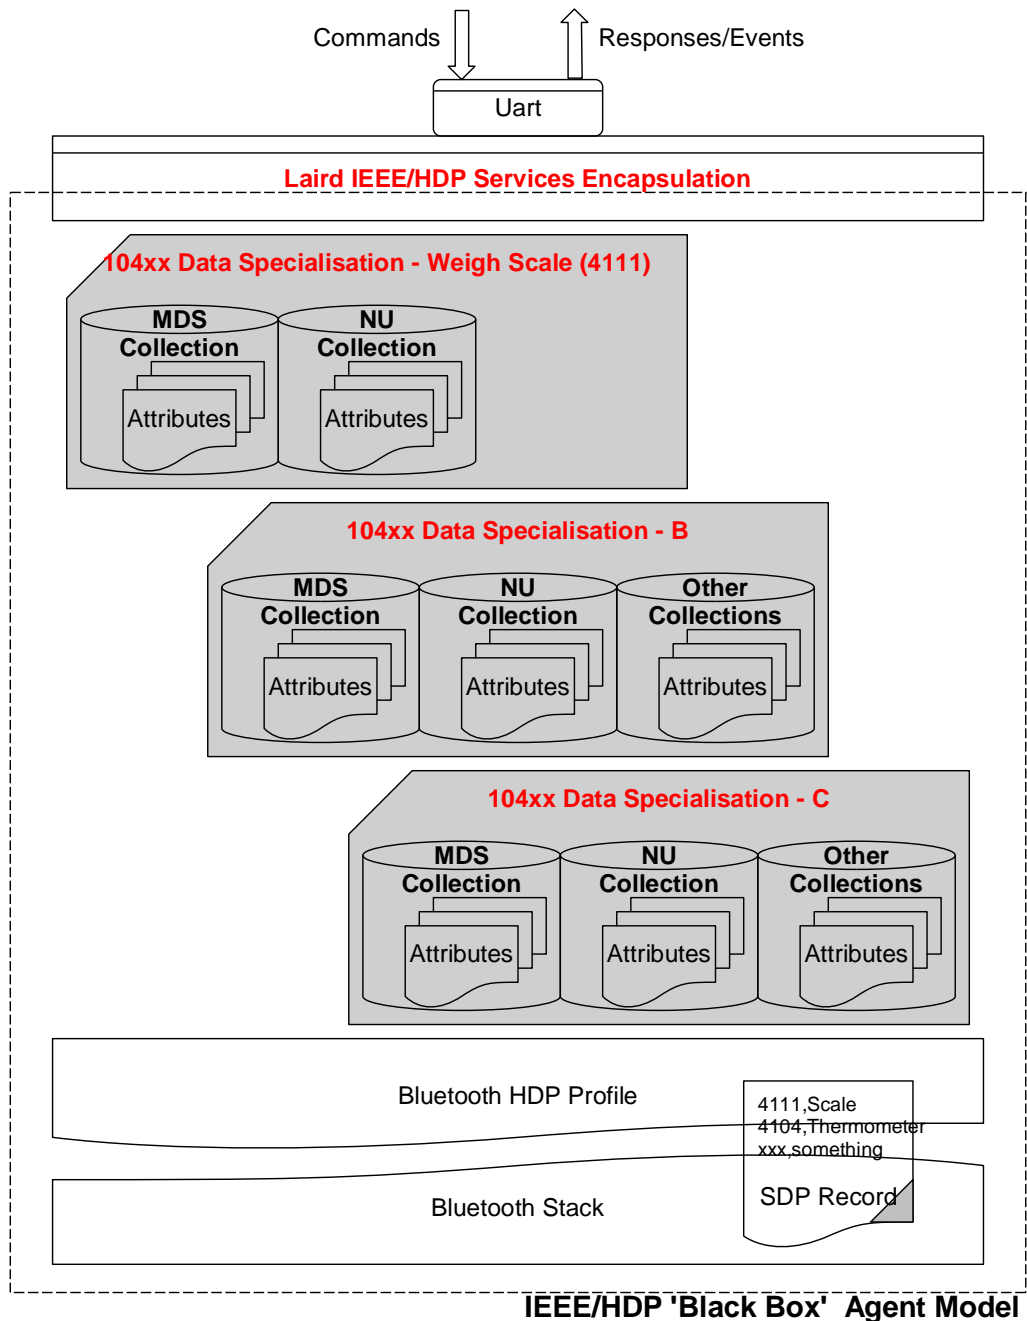 Commands
Responses/Events
Uart
Laird IEEE/HDP Services Encapsulation
104xx Data Specialisation - Weigh Scale (4111)
MDS
Collection
Attributes
NU
Collection
Attributes
104xx Data Specialisation - B
MDS
Collection
Attributes
NU
Collection
Attributes
Other
Collections
Attributes
104xx Data Specialisation - C
MDS
Collection
Attributes
NU
Collection
Attributes
Other
Collections
Attributes
Bluetooth HDP Profile
4111,Scale
4104,Thermometer
xxx,something
SDP Record
Bluetooth Stack
IEEE/HDP 'Black Box' Agent Model